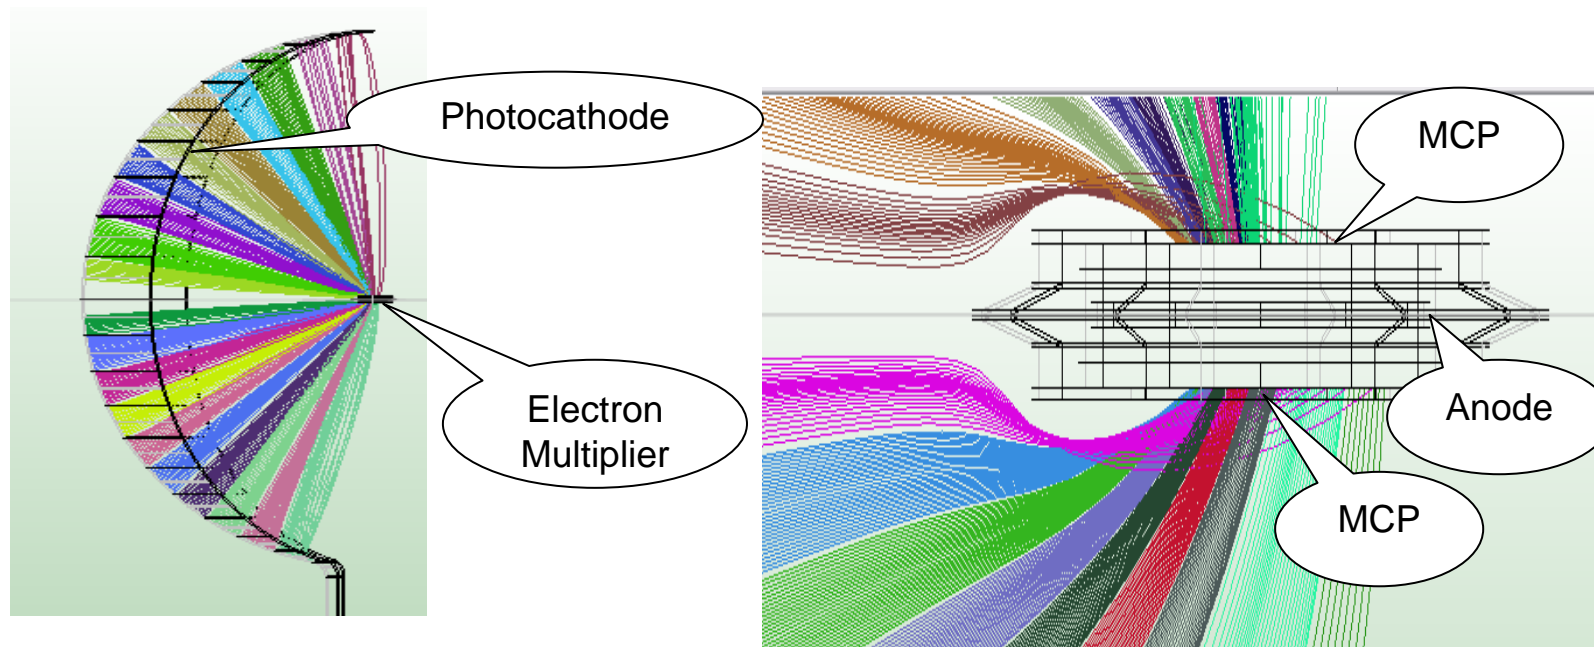 Photocathode
Electron
Multiplier
MCP
Anode
MCP